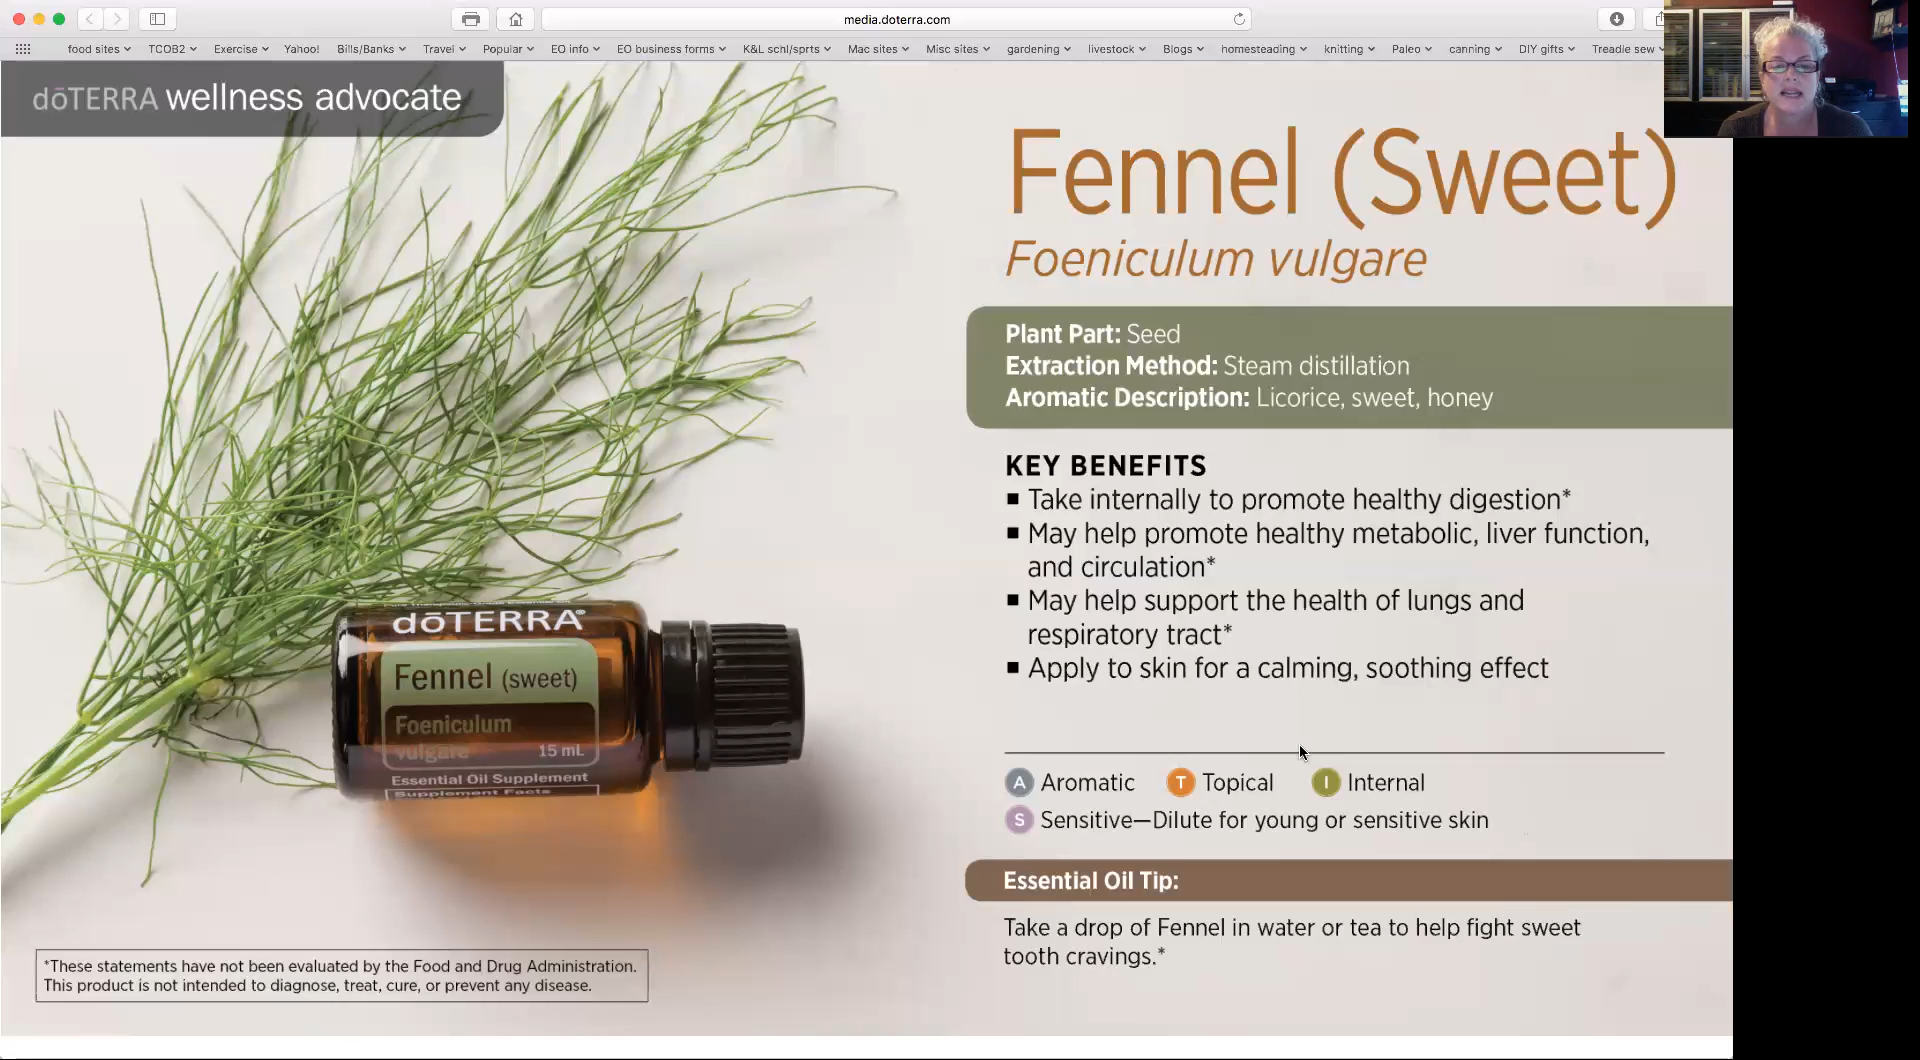 media.doterra.com
food sites TCOB2 Exercise Yahoo! Bills/Banks Travel Popular EO info EO business forms K&L schl/sprts Mac sites Misc sites gardening livestock Blogs homesteading knitting Paleo canning DIY gifts Treadle sew
dōTERRA wellness advocate
Fennel (Sweet)
Foeniculum vulgare
Plant Part: Seed
Extraction Method: Steam distillation
Aromatic Description: Licorice, sweet, honey
KEY BENEFITS
■ Take internally to promote healthy digestion*
■ May help promote healthy metabolic, liver function,
and circulation*
■ May help support the health of lungs and
respiratory tract*
■ Apply to skin for a calming, soothing effect
A Aromatic T Topical I Internal
S Sensitive—Dilute for young or sensitive skin
Essential Oil Tip:
Take a drop of Fennel in water or tea to help fight sweet
tooth cravings.*
dōTERRA®
Fennel (sweet)
Foeniculum
vulgare 15 mL
Essential Oil Supplement
Supplement Facts
*These statements have not been evaluated by the Food and Drug Administration.
This product is not intended to diagnose, treat, cure, or prevent any disease.